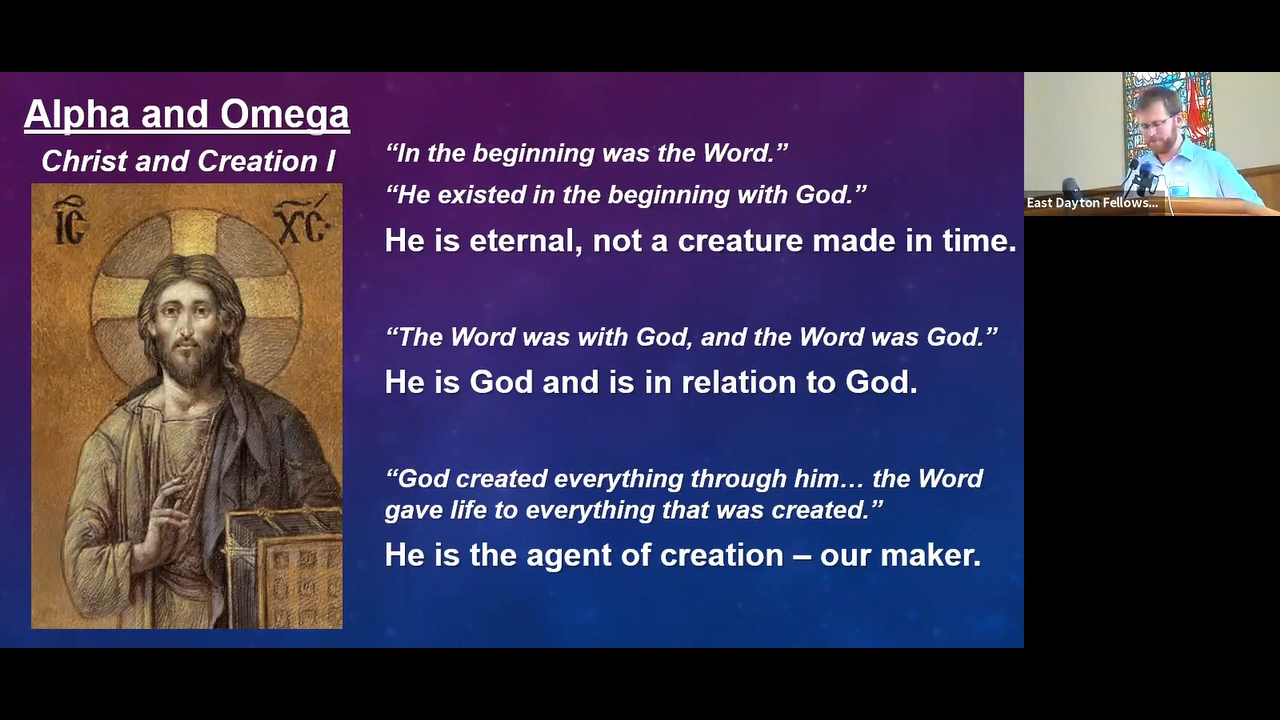 Alpha and Omega
Christ and Creation I
ІС ХС
“In the beginning was the Word.”
“He existed in the beginning with God.”
He is eternal, not a creature made in time.
“The Word was with God, and the Word was God.”
He is God and is in relation to God.
“God created everything through him… the Word
gave life to everything that was created.”
He is the agent of creation – our maker.
East Dayton Fellows...